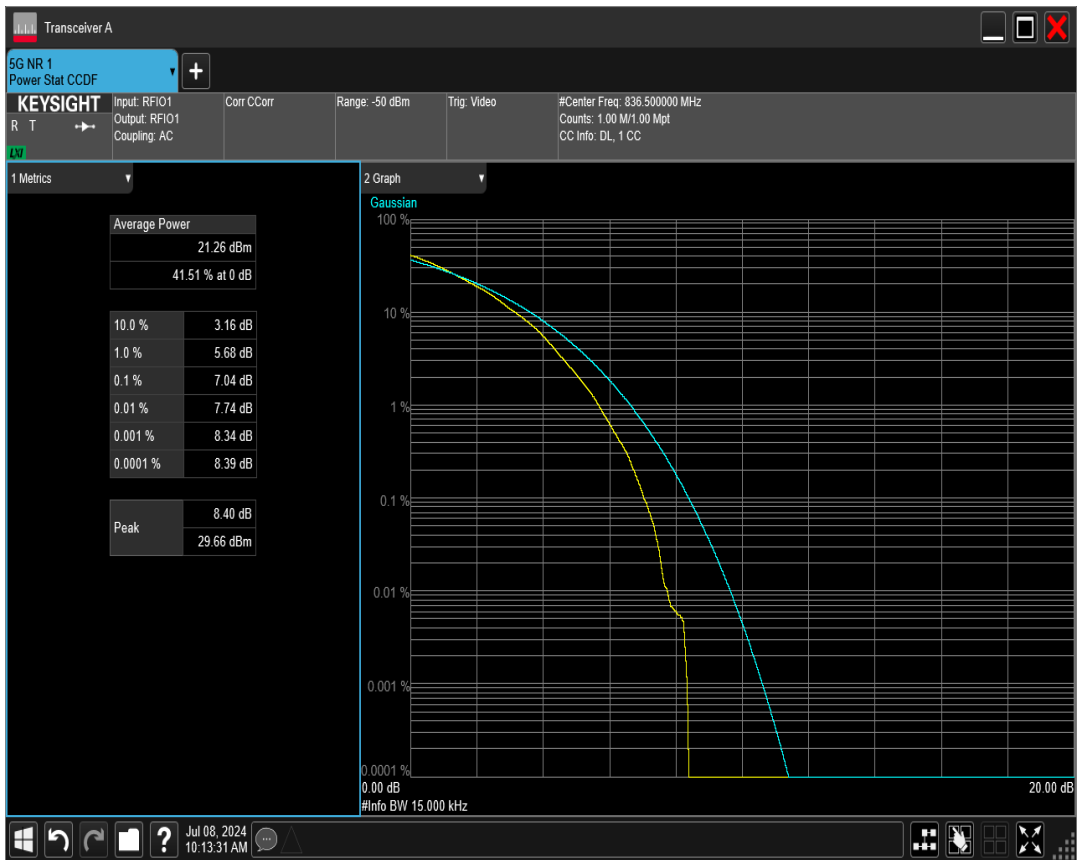 Transceiver A
5G NR 1
Power Stat CCDF
+
KEYSIGHT
R T
LXI
Input: RFIO1
Output: RFIO1
Coupling: AC
Corr CCorr
Range: -50 dBm
Trig: Video
#Center Freq: 836.500000 MHz
Counts: 1.00 M/1.00 Mpt
CC Info: DL, 1 CC
1 Metrics
Average Power
21.26 dBm
41.51 % at 0 dB
10.0 % 3.16 dB
1.0 % 5.68 dB
0.1 % 7.04 dB
0.01 % 7.74 dB
0.001 % 8.34 dB
0.0001 % 8.39 dB
Peak 8.40 dB
29.66 dBm
2 Graph
Gaussian
100 %
10 %
1 %
0.1 %
0.01 %
0.001 %
0.0001 %
0.00 dB 20.00 dB
#Info BW 15.000 kHz
?
Jul 08, 2024
10:13:31 AM